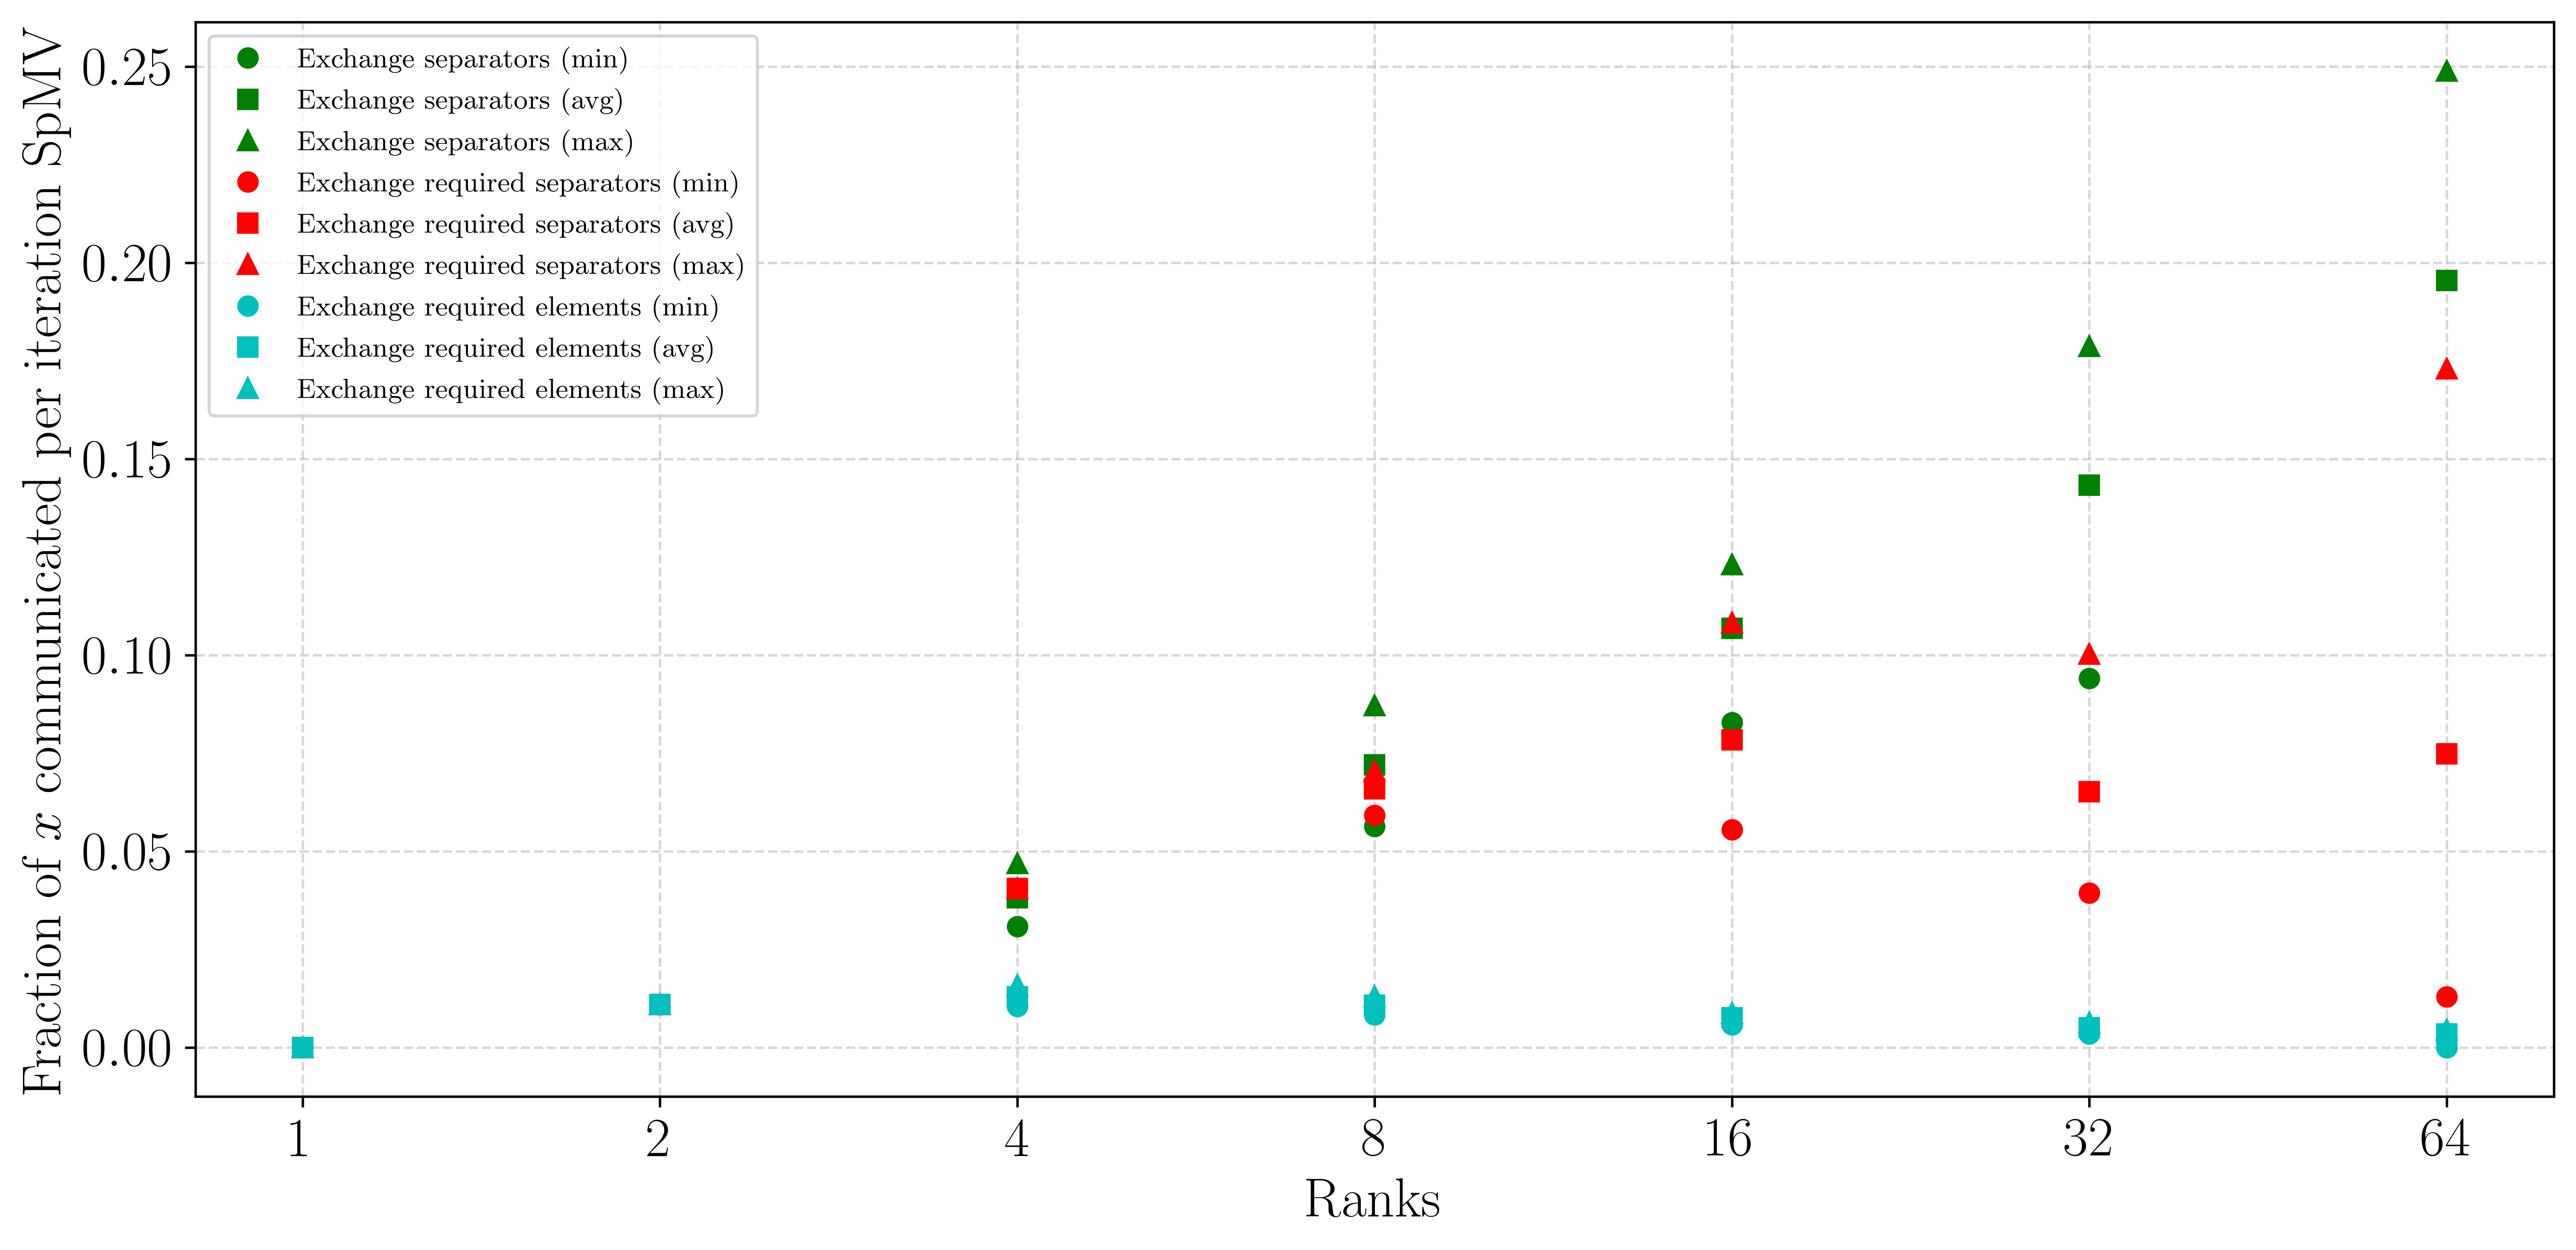 Fraction of x communicated per iteration SpMV
0.25
0.20
0.15
0.10
0.05
0.00
Exchange separators (min)
Exchange separators (avg)
Exchange separators (max)
Exchange required separators (min)
Exchange required separators (avg)
Exchange required separators (max)
Exchange required elements (min)
Exchange required elements (avg)
Exchange required elements (max)
1 2 4 8 16 32 64
Ranks